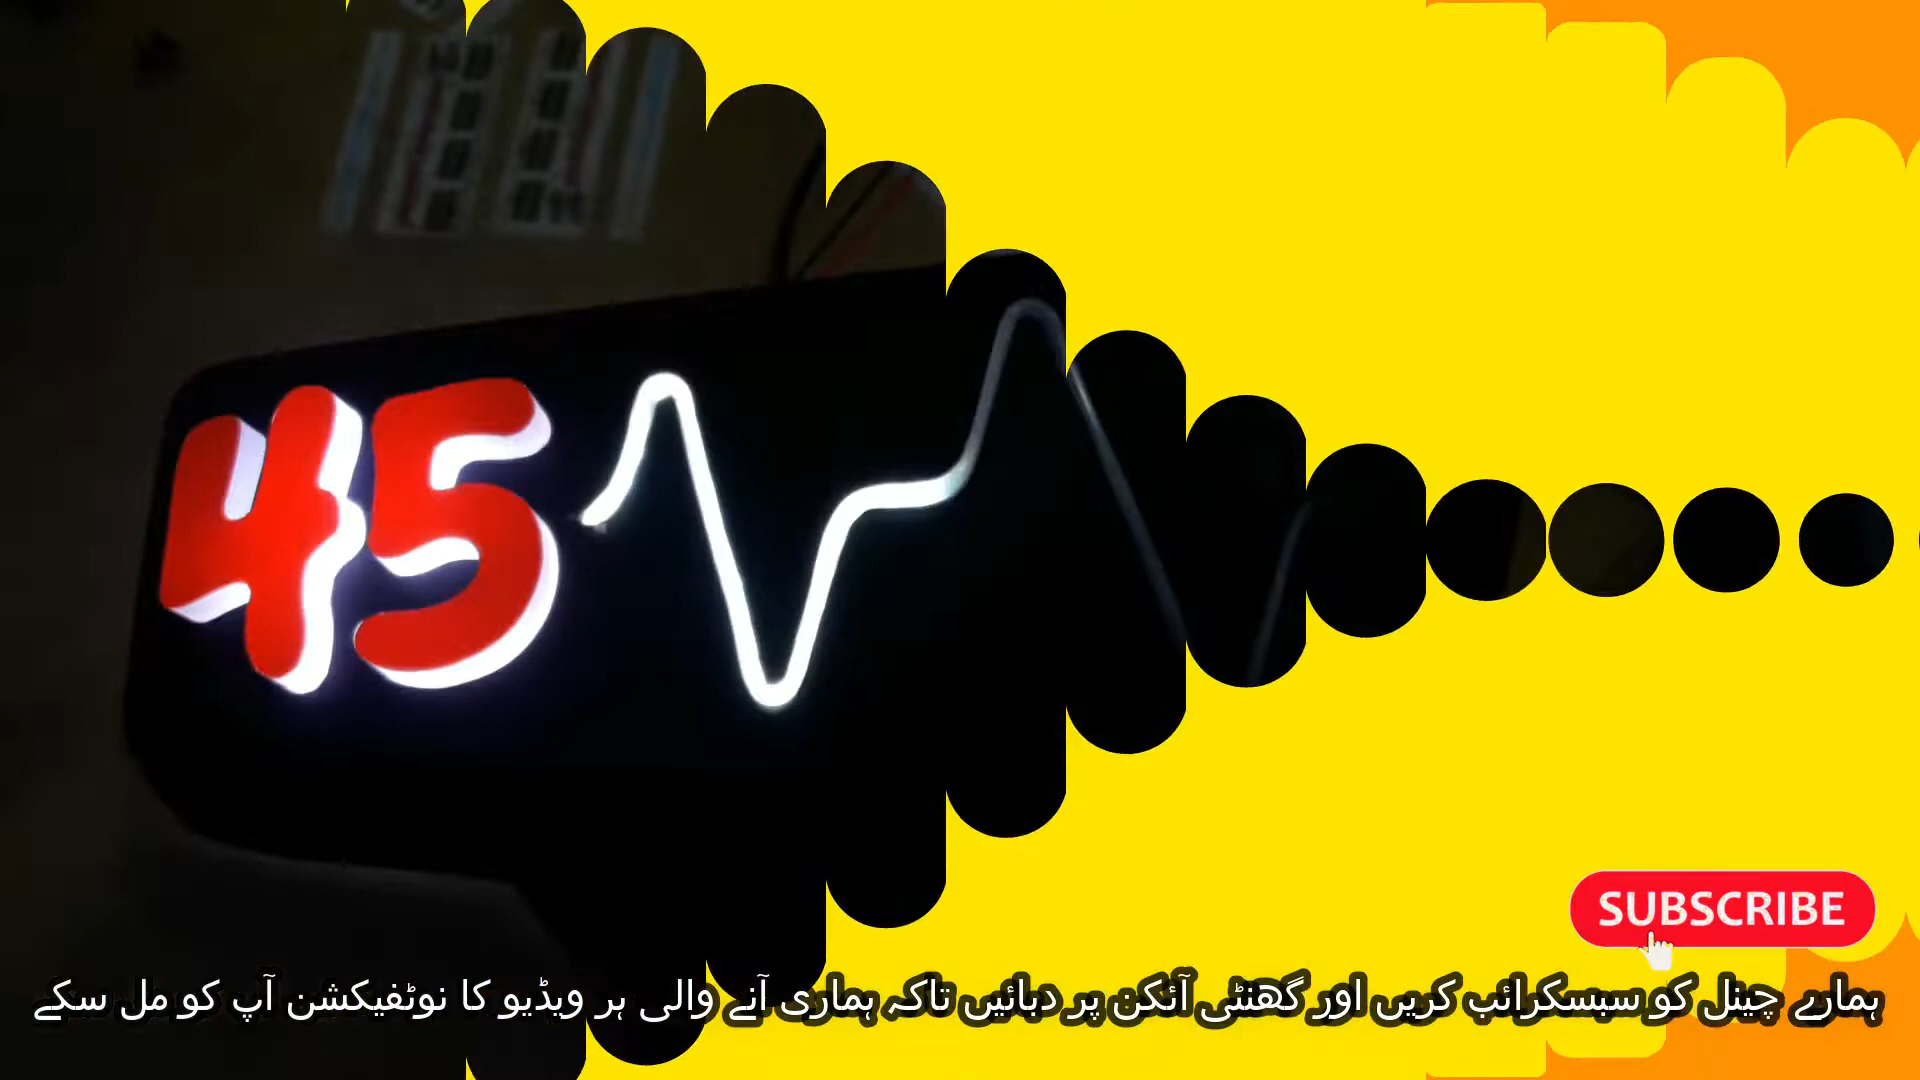 45
SUBSCRIBE
ہمارے چینل کو سبسکرائب کریں اور گھنٹی آئکن پر دبائیں تاکہ ہماری آنے والی ہر ویڈیو کا نوٹفیکشن آپ کو مل سکے